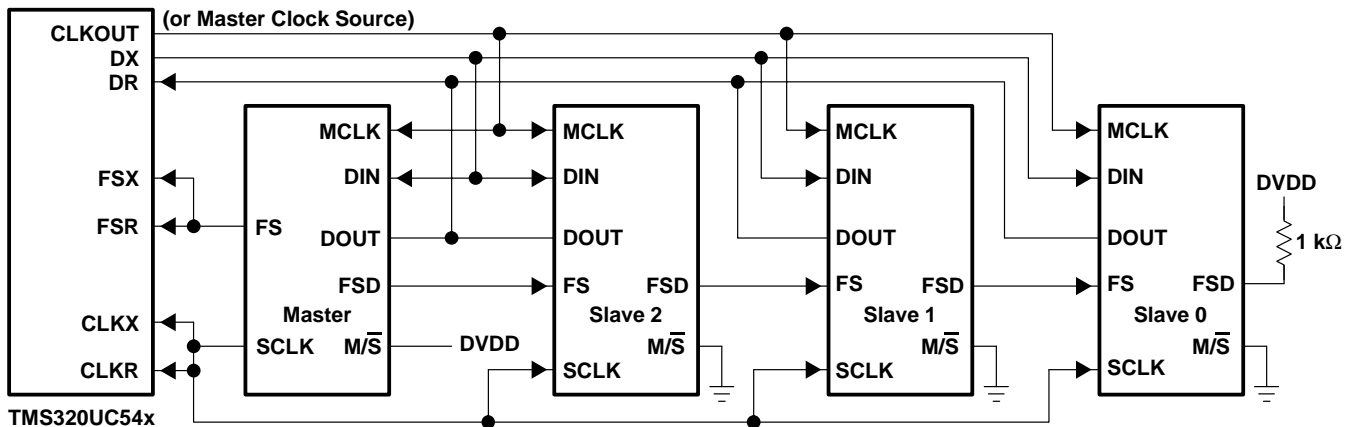 (or Master Clock Source)
CLKOUT
DX
DR
FSX
FSR
CLKX
CLKR
TMS320UC54x
MCLK
DIN
FS
DOUT
FSD
Master
SCLK
M/S̅
DVDD
MCLK
DIN
DOUT
FS
FSD
Slave 2
M/S̅
SCLK
MCLK
DIN
DOUT
FS
FSD
Slave 1
M/S̅
SCLK
MCLK
DIN
DOUT
FS
FSD
Slave 0
M/S̅
SCLK
DVDD
1 kΩ